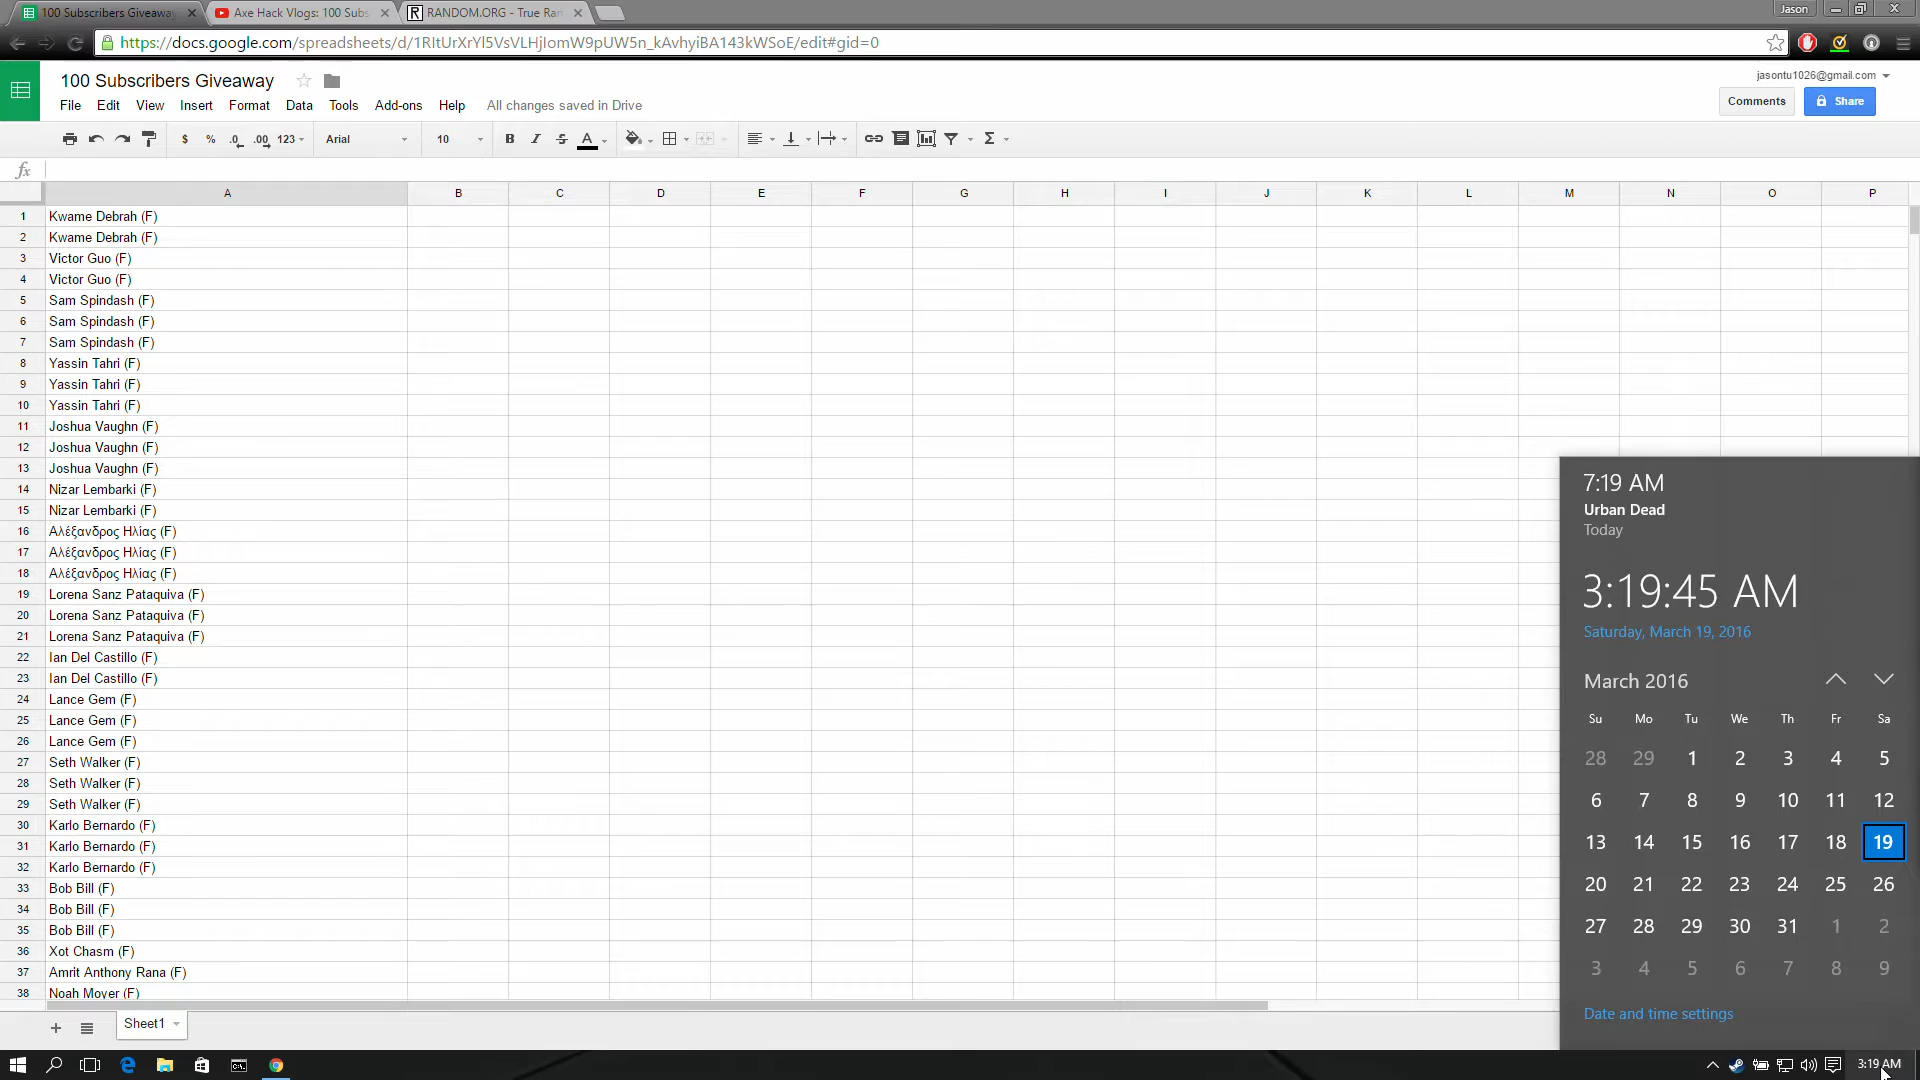 100 Subscribers Giveaway
Axe Hack Vlogs: 100 Subs
RANDOM.ORG - True Ran
Jason
https://docs.google.com/spreadsheets/d/1RItUrXrYl5VsVLHjIomW9pUW5n_kAvhyiBA143kWSoE/edit#gid=0
100 Subscribers Giveaway
jasontu1026@gmail.com
File Edit View Insert Format Data Tools Add-ons Help All changes saved in Drive
Comments Share
$ % .0 .00 123 Arial 10 B I S A Σ
fx
A B C D E F G H I J K L M N O P
1 Kwame Debrah (F)
2 Kwame Debrah (F)
3 Victor Guo (F)
4 Victor Guo (F)
5 Sam Spindash (F)
6 Sam Spindash (F)
7 Sam Spindash (F)
8 Yassin Tahri (F)
9 Yassin Tahri (F)
10 Yassin Tahri (F)
11 Joshua Vaughn (F)
12 Joshua Vaughn (F)
13 Joshua Vaughn (F)
14 Nizar Lembarki (F)
15 Nizar Lembarki (F)
16 Αλέξανδρος Ηλίας (F)
17 Αλέξανδρος Ηλίας (F)
18 Αλέξανδρος Ηλίας (F)
19 Lorena Sanz Pataquiva (F)
20 Lorena Sanz Pataquiva (F)
21 Lorena Sanz Pataquiva (F)
22 Ian Del Castillo (F)
23 Ian Del Castillo (F)
24 Lance Gem (F)
25 Lance Gem (F)
26 Lance Gem (F)
27 Seth Walker (F)
28 Seth Walker (F)
29 Seth Walker (F)
30 Karlo Bernardo (F)
31 Karlo Bernardo (F)
32 Karlo Bernardo (F)
33 Bob Bill (F)
34 Bob Bill (F)
35 Bob Bill (F)
36 Xot Chasm (F)
37 Amrit Anthony Rana (F)
38 Noah Moyer (F)
Sheet1
7:19 AM
Urban Dead
Today
3:19:45 AM
Saturday, March 19, 2016
March 2016
Su Mo Tu We Th Fr Sa
28 29 1 2 3 4 5
6 7 8 9 10 11 12
13 14 15 16 17 18 19
20 21 22 23 24 25 26
27 28 29 30 31 1 2
3 4 5 6 7 8 9
Date and time settings
3:19 AM